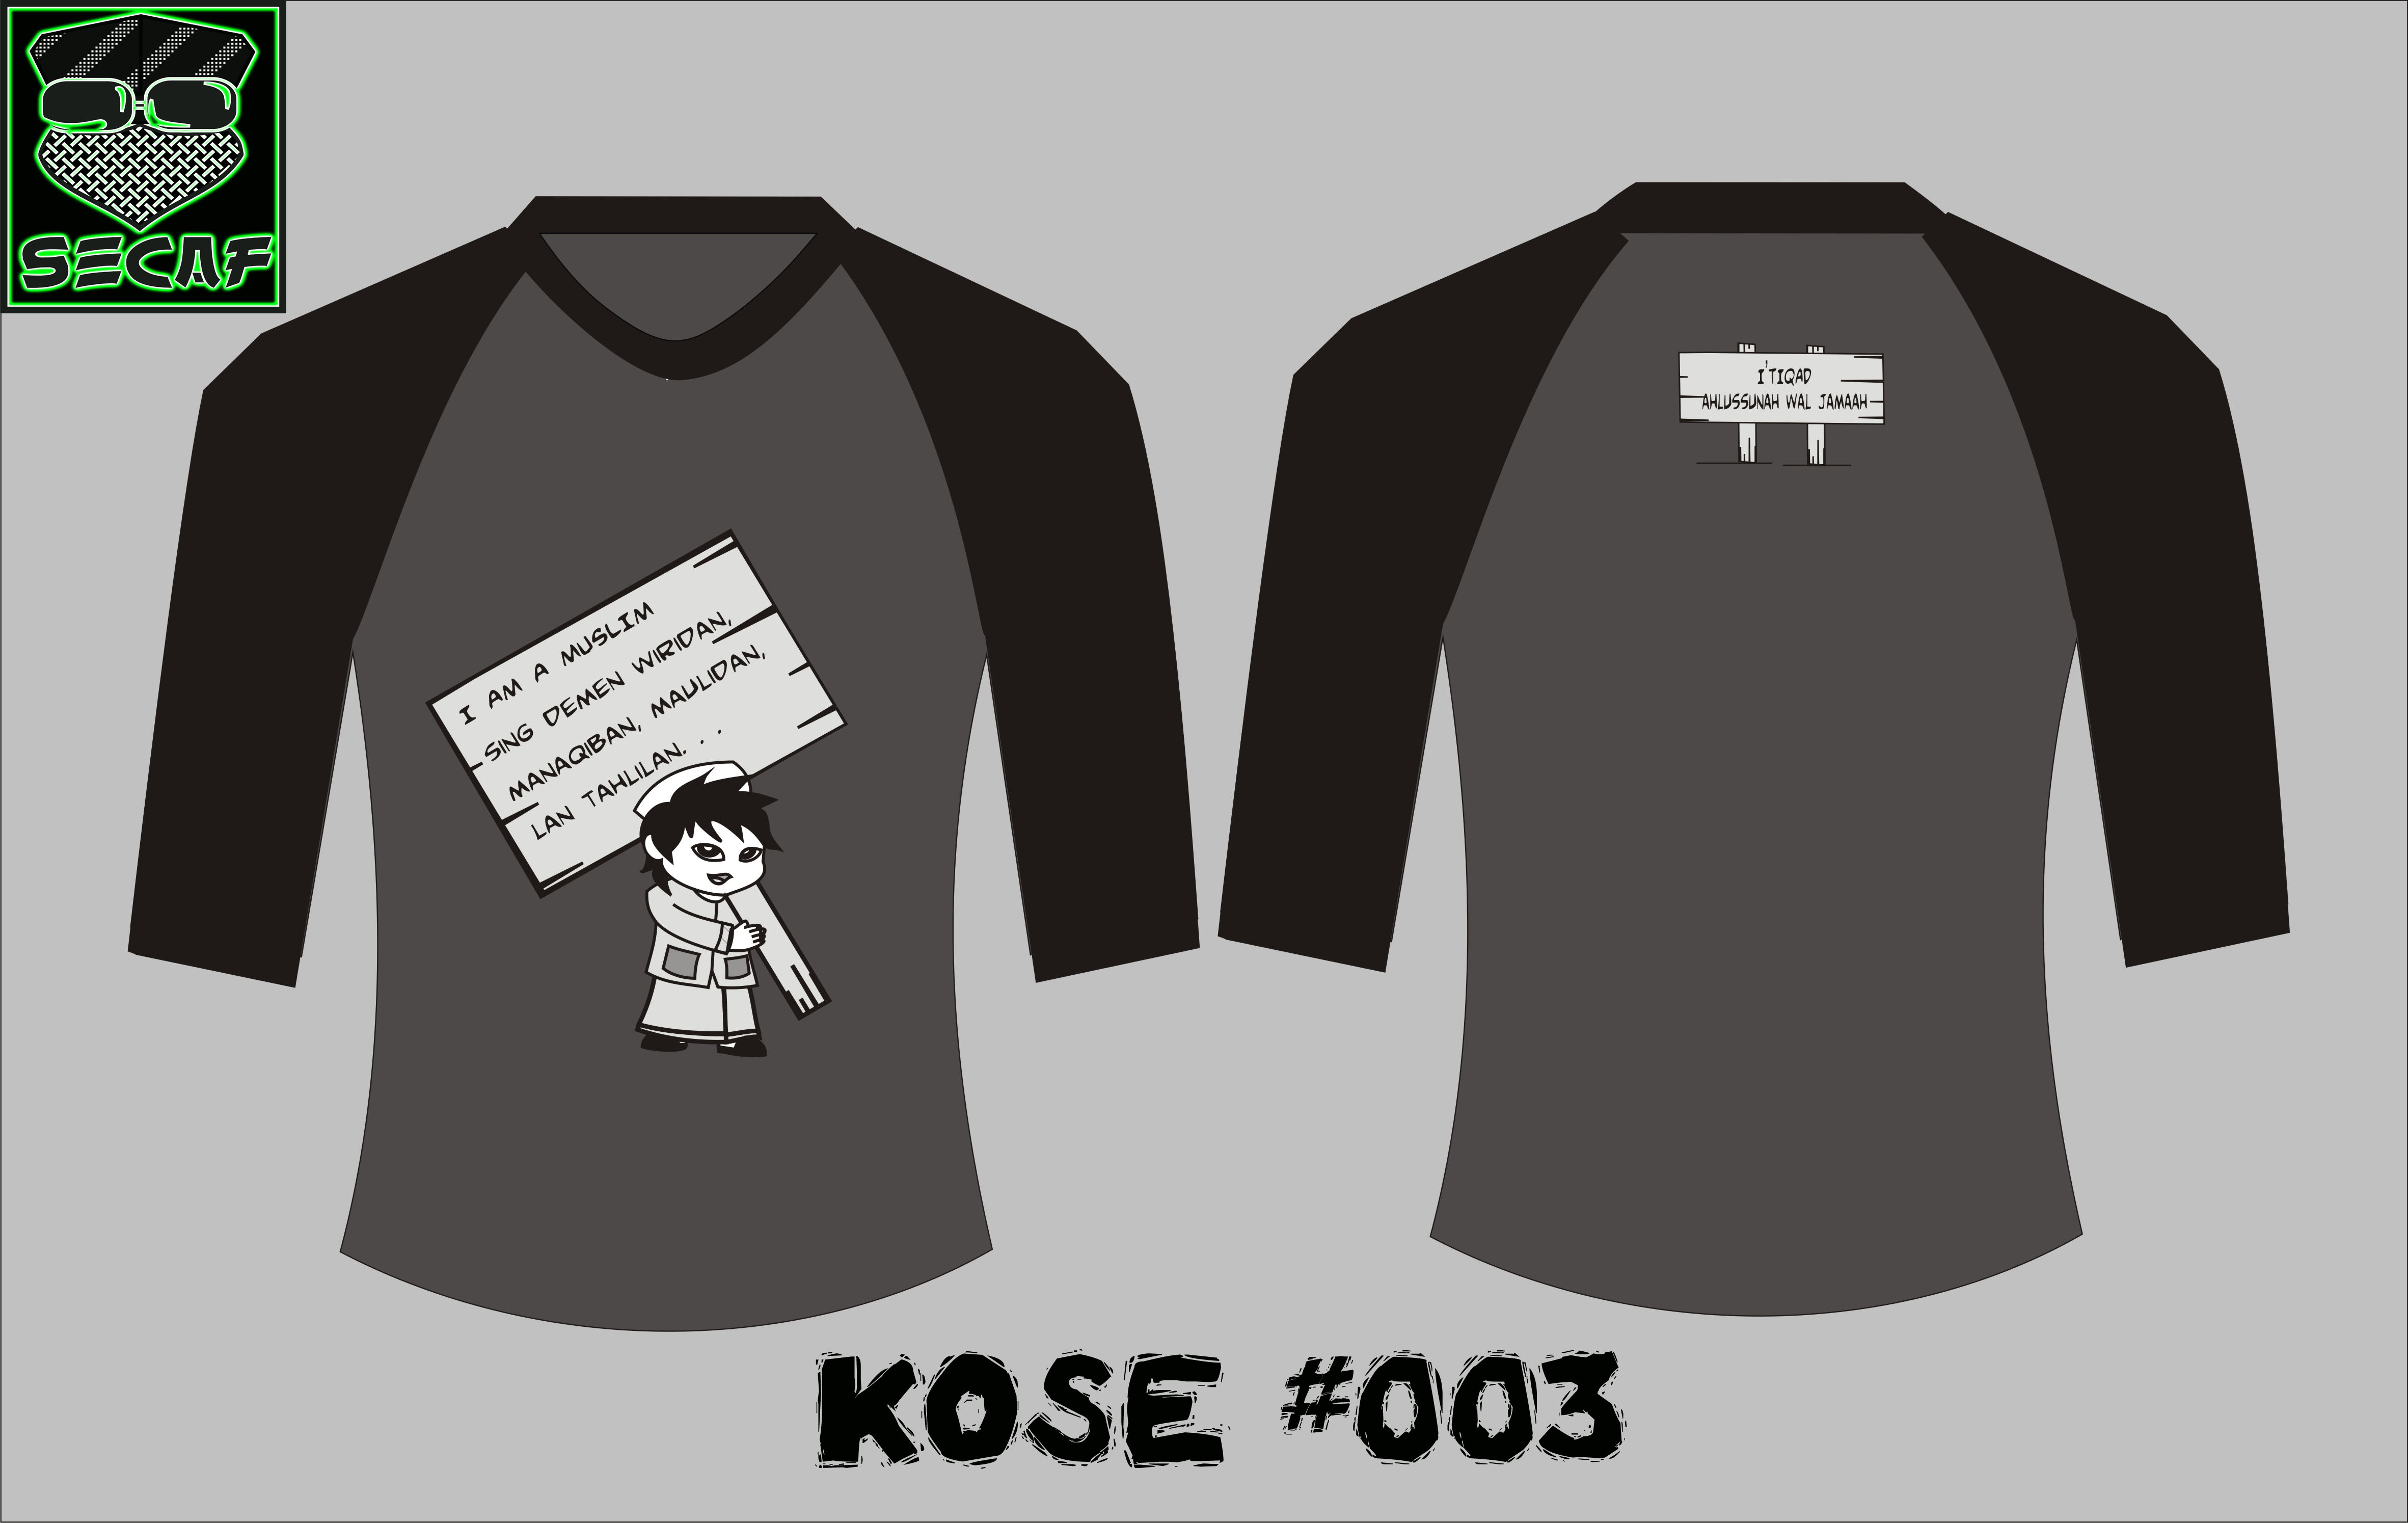 SECAF
I AM A MUSLIM
SING DEMEN WIRIDAN,
MANAQIBAN, MAULIDAN,
LAN TAHLILAN. . .
I'TIQAD
AHLUSSUNAH WAL JAMAAH
KOSE #003